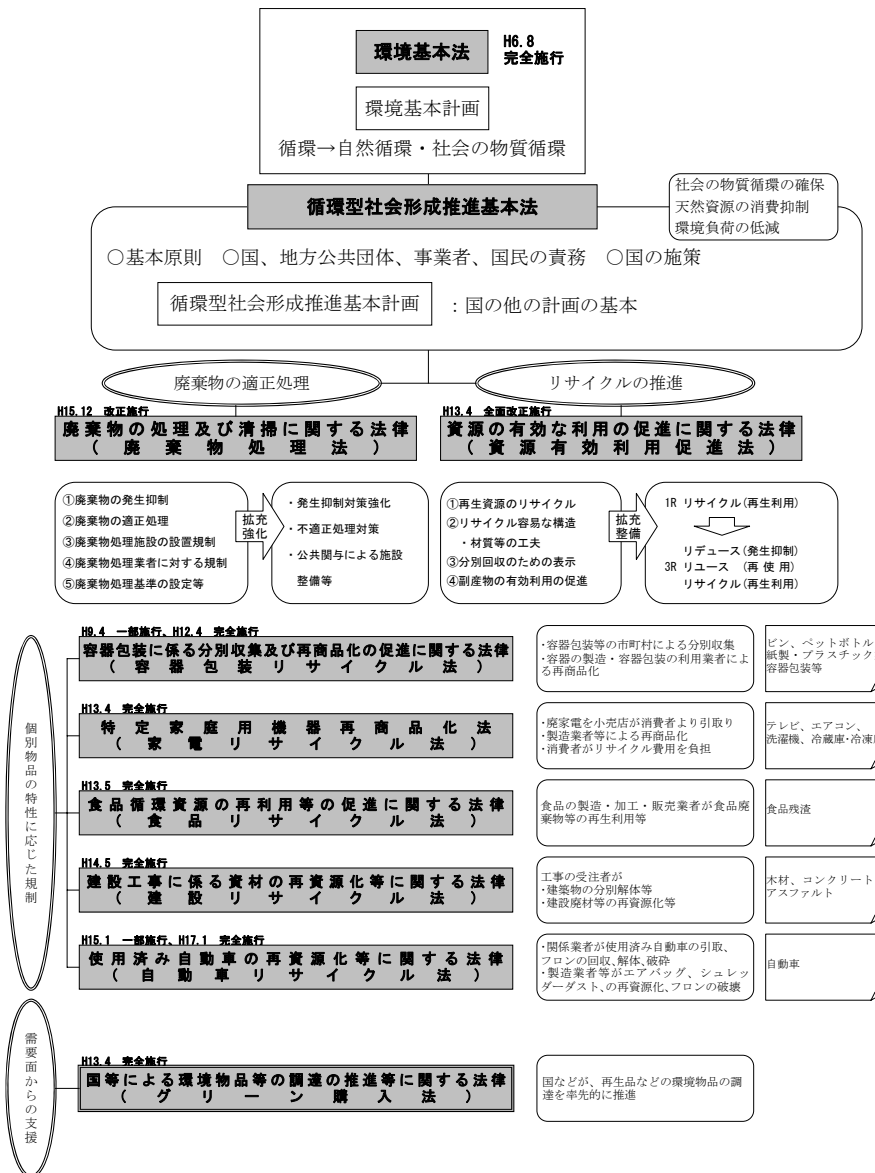 環境基本法
H6.8
完全施行
環境基本計画
循環→自然循環・社会の物質循環
循環型社会形成推進基本法
社会の物質循環の確保
天然資源の消費抑制
環境負荷の低減
○基本原則 ○国、地方公共団体、事業者、国民の責務 ○国の施策
循環型社会形成推進基本計画 :国の他の計画の基本
廃棄物の適正処理
リサイクルの推進
H15.12 改正施行
廃棄物の処理及び清掃に関する法律
(廃棄物処理法)
H13.4 全面改正施行
資源の有効な利用の促進に関する法律
(資源有効利用促進法)
①廃棄物の発生抑制
②廃棄物の適正処理
③廃棄物処理施設の設置規制
④廃棄物処理業者に対する規制
⑤廃棄物処理基準の設定等
拡充
強化
・発生抑制対策強化
・不適正処理対策
・公共関与による施設
整備等
①再生資源のリサイクル
②リサイクル容易な構造
・材質等の工夫
③分別回収のための表示
④副産物の有効利用の促進
拡充
整備
1R リサイクル(再生利用)
リデュース(発生抑制)
3R リユース (再使用)
リサイクル(再生利用)
個別物品の特性に応じた規制
H9.4 一部施行、H12.4 完全施行
容器包装に係る分別収集及び再商品化の促進に関する法律
(容器包装リサイクル法)
・容器包装等の市町村による分別収集
・容器の製造・容器包装の利用業者によ
る再商品化
ビン、ペットボトル
紙製・プラスチック
容器包装等
H13.4 完全施行
特定家庭用機器再商品化法
(家電リサイクル法)
・廃家電を小売店が消費者より引取り
・製造業者等による再商品化
・消費者がリサイクル費用を負担
テレビ、エアコン、
洗濯機、冷蔵庫・冷凍
H13.5 完全施行
食品循環資源の再利用等の促進に関する法律
(食品リサイクル法)
食品の製造・加工・販売業者が食品廃
棄物等の再生利用等
食品残渣
H14.5 完全施行
建設工事に係る資材の再資源化等に関する法律
(建設リサイクル法)
工事の受注者が
・建築物の分別解体等
・建設廃材等の再資源化等
木材、コンクリート
アスファルト
H15.1 一部施行、H17.1 完全施行
使用済み自動車の再資源化等に関する法律
(自動車リサイクル法)
・関係業者が使用済み自動車の引取、
フロンの回収、解体、破砕
・製造業者等がエアバッグ、シュレッ
ダーダスト、の再資源化、フロンの破壊
自動車
需要面からの支援
H13.4 完全施行
国等による環境物品等の調達の推進等に関する法律
(グリーン購入法)
国などが、再生品などの環境物品の調
達を率先的に推進